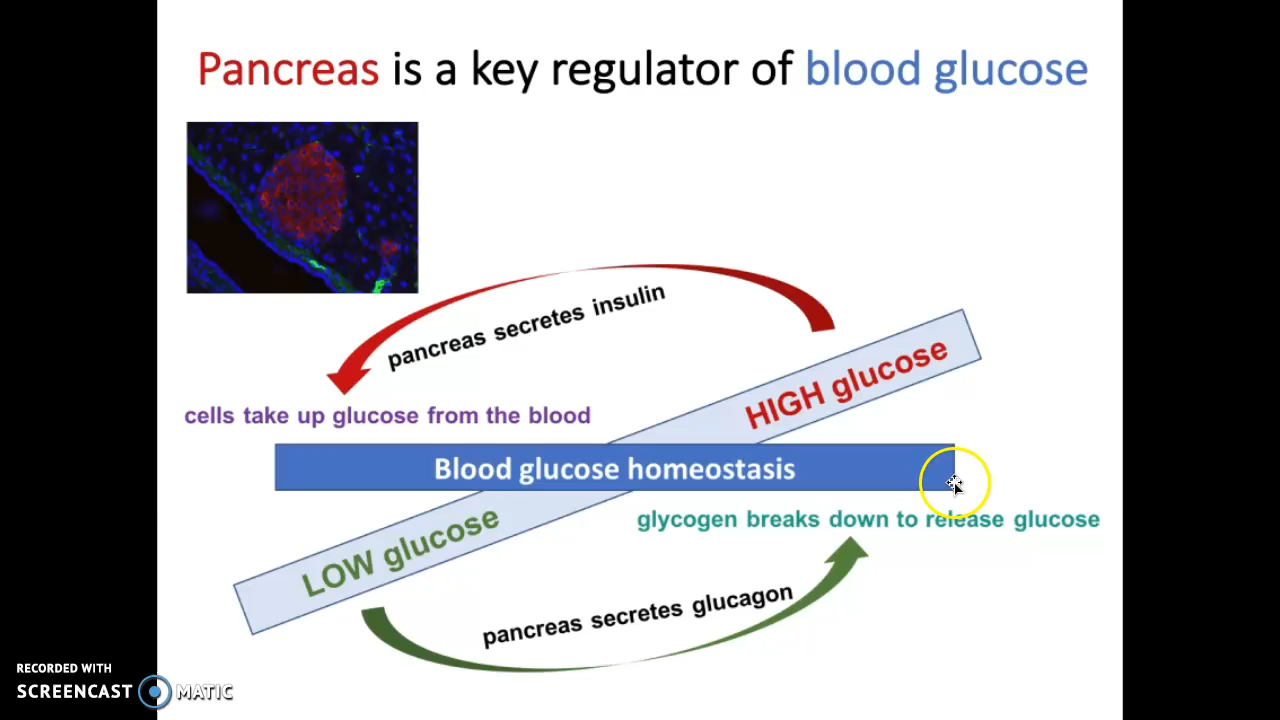 Pancreas is a key regulator of blood glucose
pancreas secretes insulin
HIGH glucose
cells take up glucose from the blood
Blood glucose homeostasis
glycogen breaks down to release glucose
LOW glucose
pancreas secretes glucagon
RECORDED WITH
SCREENCAST MATIC